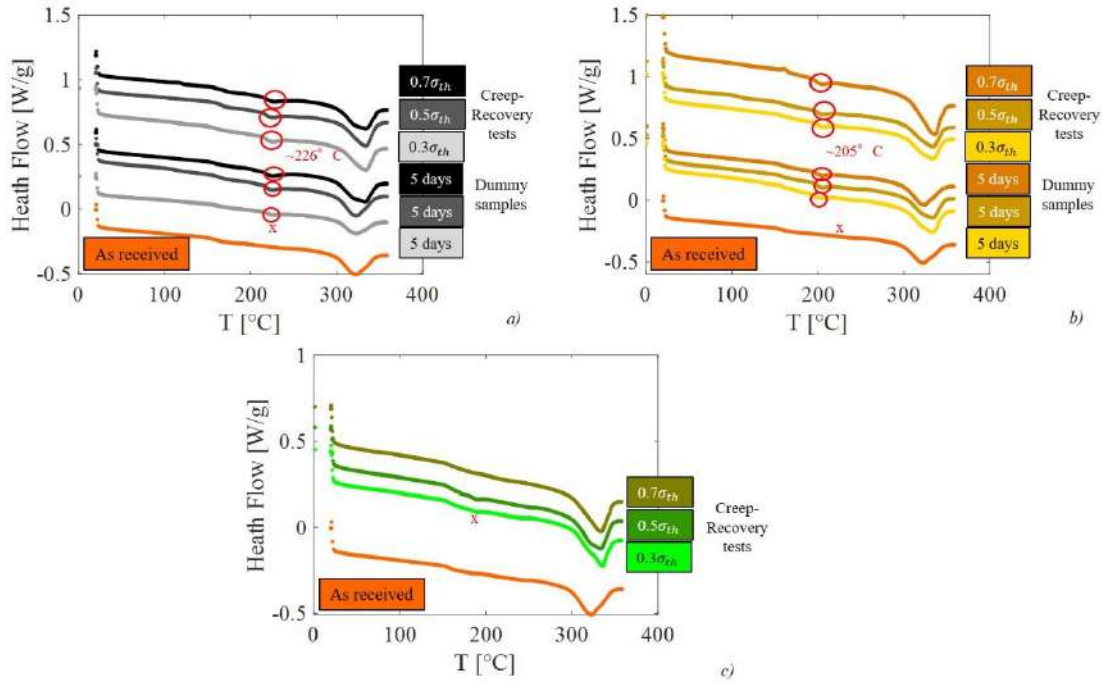 1.5
1
0.5
0
-0.5
Heath Flow [W/g]
0 100 200 300 400
T [°C]
~226° C
x
As received
0.7σth
0.5σth
0.3σth
Creep-
Recovery
tests
5 days
5 days
5 days
Dummy
samples
a)
1.5
1
0.5
0
-0.5
Heath Flow [W/g]
0 100 200 300 400
T [°C]
~205° C
x
As received
0.7σth
0.5σth
0.3σth
Creep-
Recovery
tests
5 days
5 days
5 days
Dummy
samples
b)
1
0.5
0
-0.5
Heath Flow [W/g]
0 100 200 300 400
T [°C]
x
As received
0.7σth
0.5σth
0.3σth
Creep-
Recovery
tests
c)